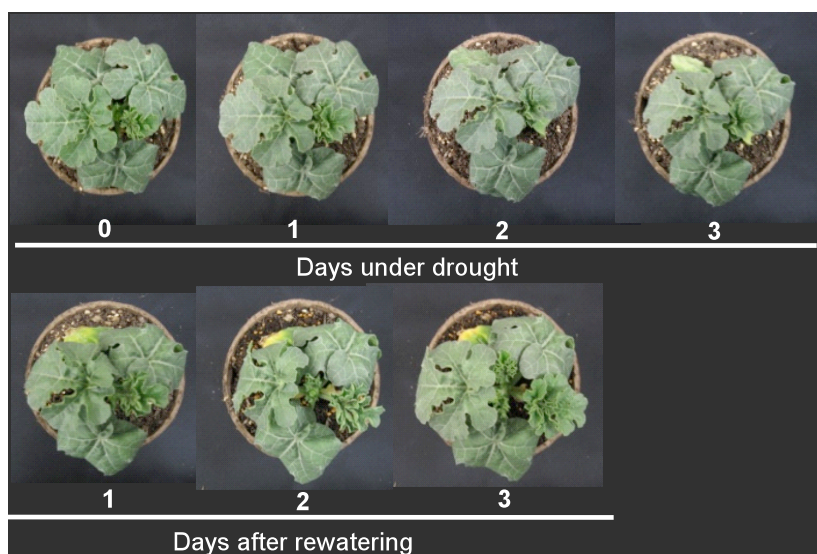 0 1 2 3
Days under drought
1 2 3
Days after rewatering